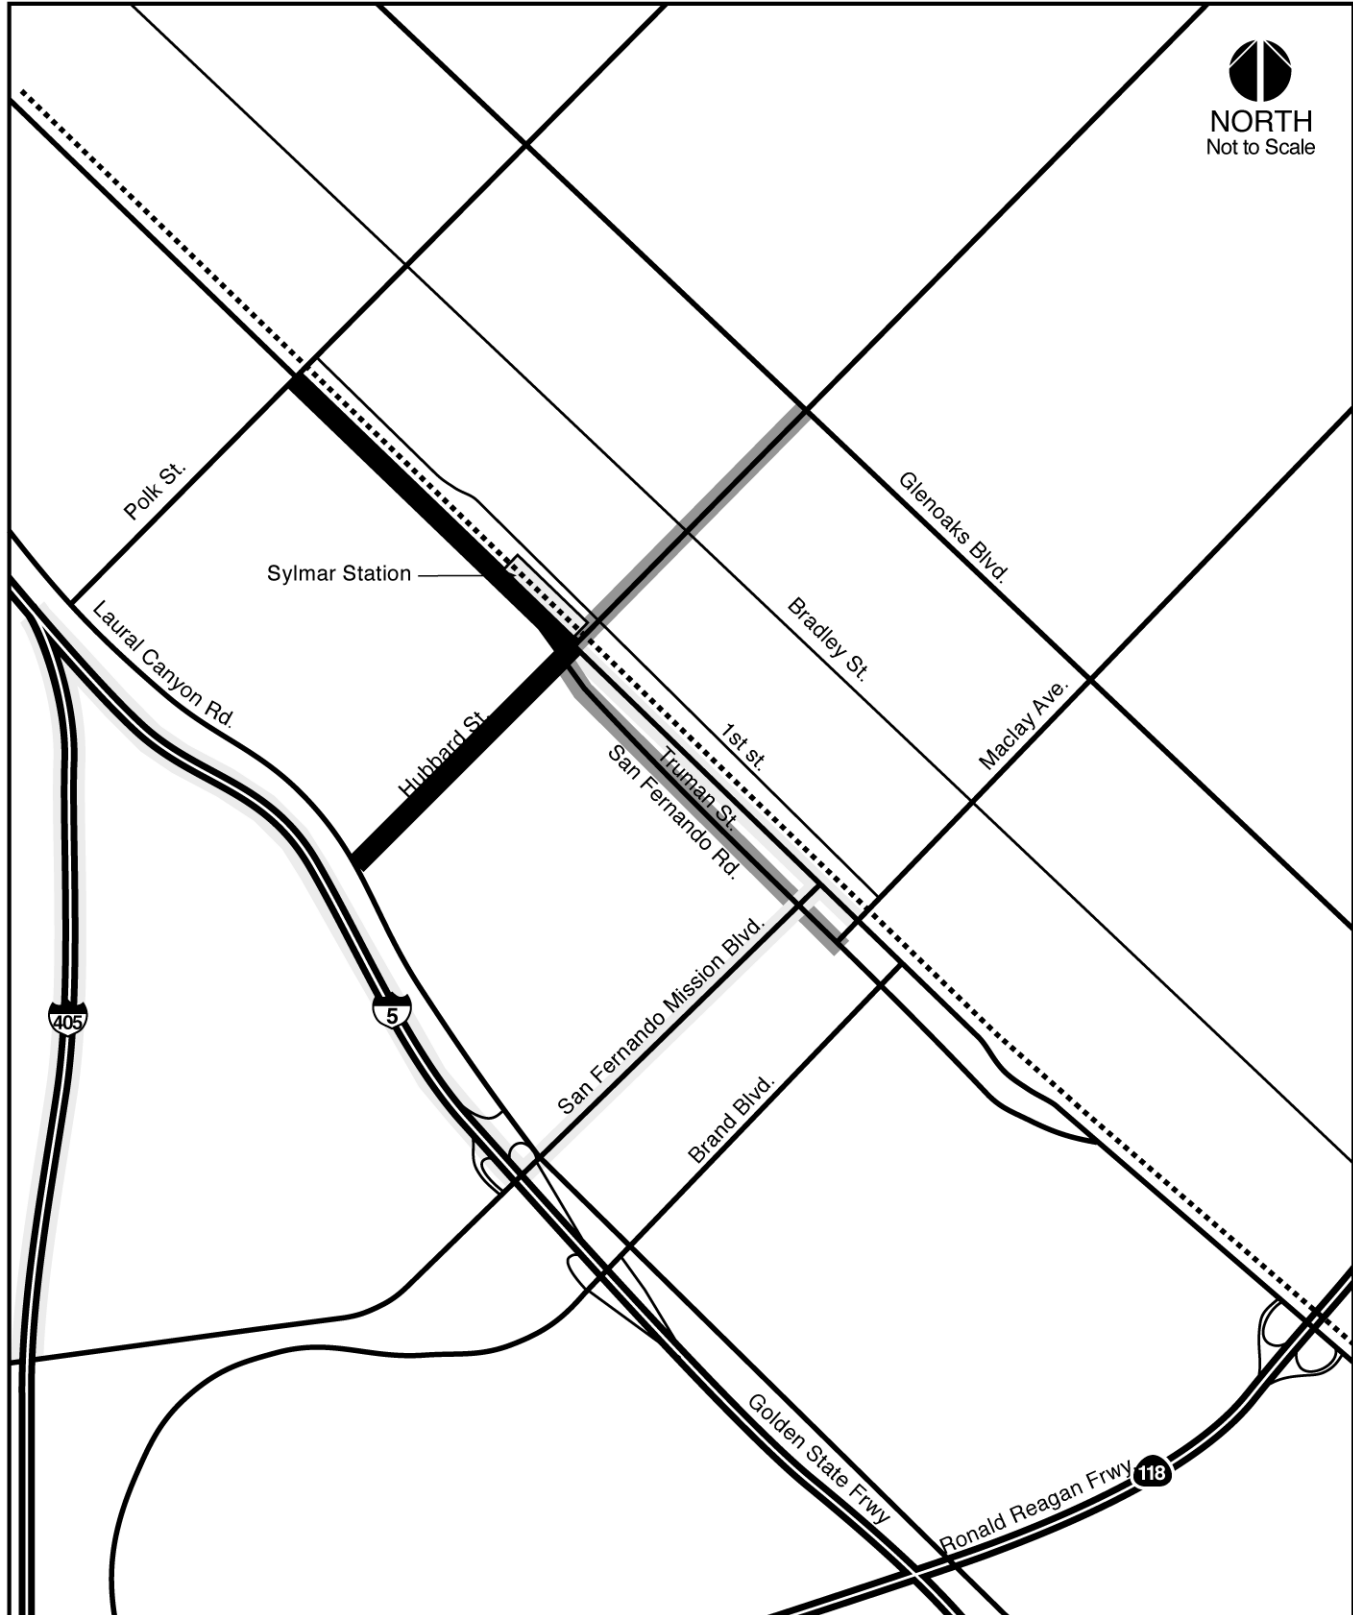 NORTH
Not to Scale
Polk St.
Glenoaks Blvd.
Sylmar Station
Laural Canyon Rd.
Bradley St.
Maclay Ave.
Hubbard St.
1st st.
Truman St.
San Fernando Rd.
San Fernando Mission Blvd.
405
5
Brand Blvd.
Golden State Frwy
Ronald Reagan Frwy.
118